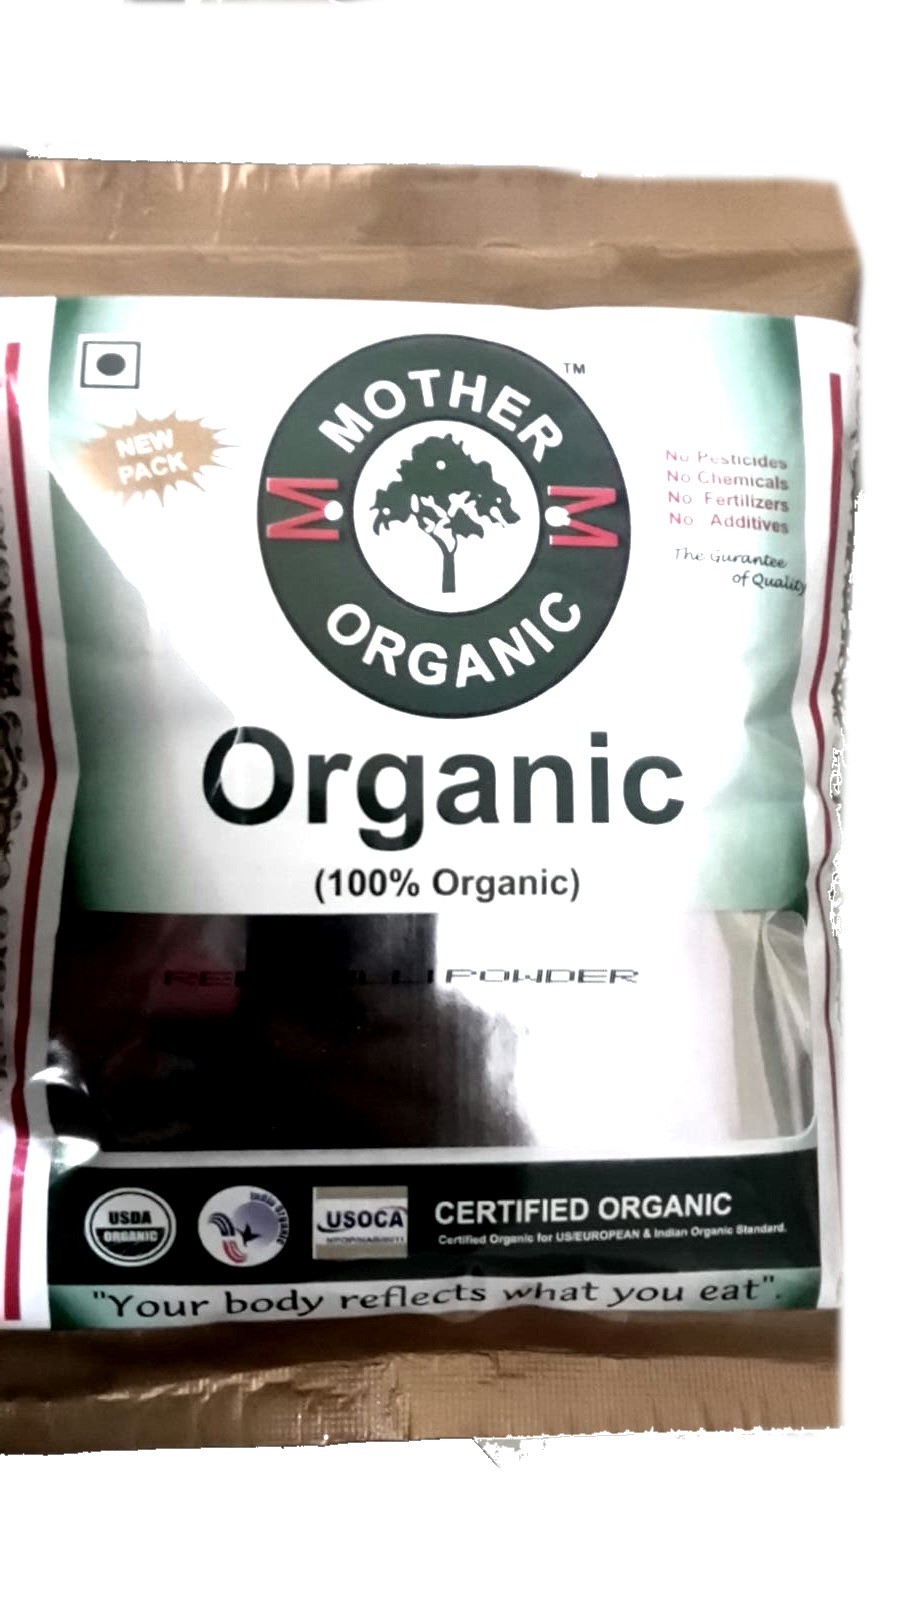 MOTHER
M M
ORGANIC
TM
NEW
PACK
No Pesticides
No Chemicals
No Fertilizers
No Additives
The Gurantee
of Quality
Organic
(100% Organic)
POWDER
USDA
ORGANIC
India Organic
USOCA
CERTIFIED ORGANIC
Certified Organic for US/EUROPEAN & Indian Organic Standard.
"Your body reflects what you eat".